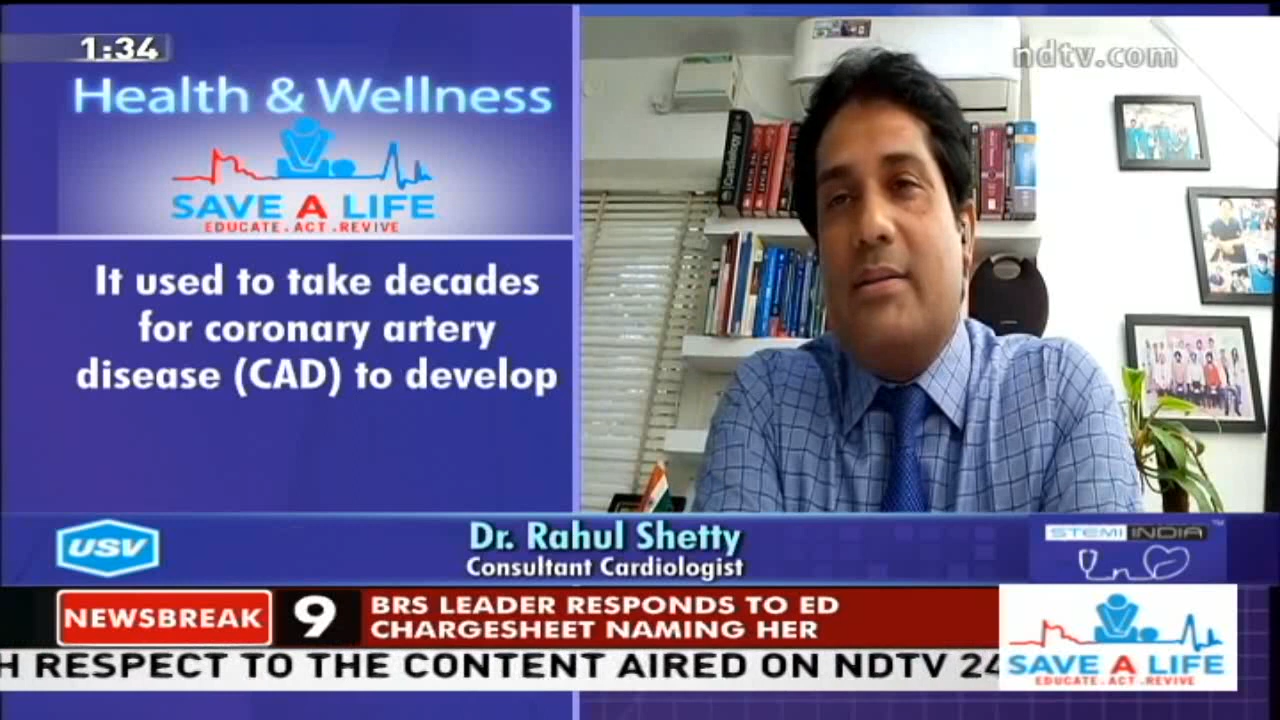 1:34
Health & Wellness
SAVE A LIFE
EDUCATE . ACT . REVIVE
It used to take decades
for coronary artery
disease (CAD) to develop
ndtv.com
Cardiology
USV
Dr. Rahul Shetty
Consultant Cardiologist
STEMI INDIA™
NEWSBREAK
9
BRS LEADER RESPONDS TO ED
CHARGESHEET NAMING HER
H RESPECT TO THE CONTENT AIRED ON NDTV 24
SAVE A LIFE
EDUCATE . ACT . REVIVE